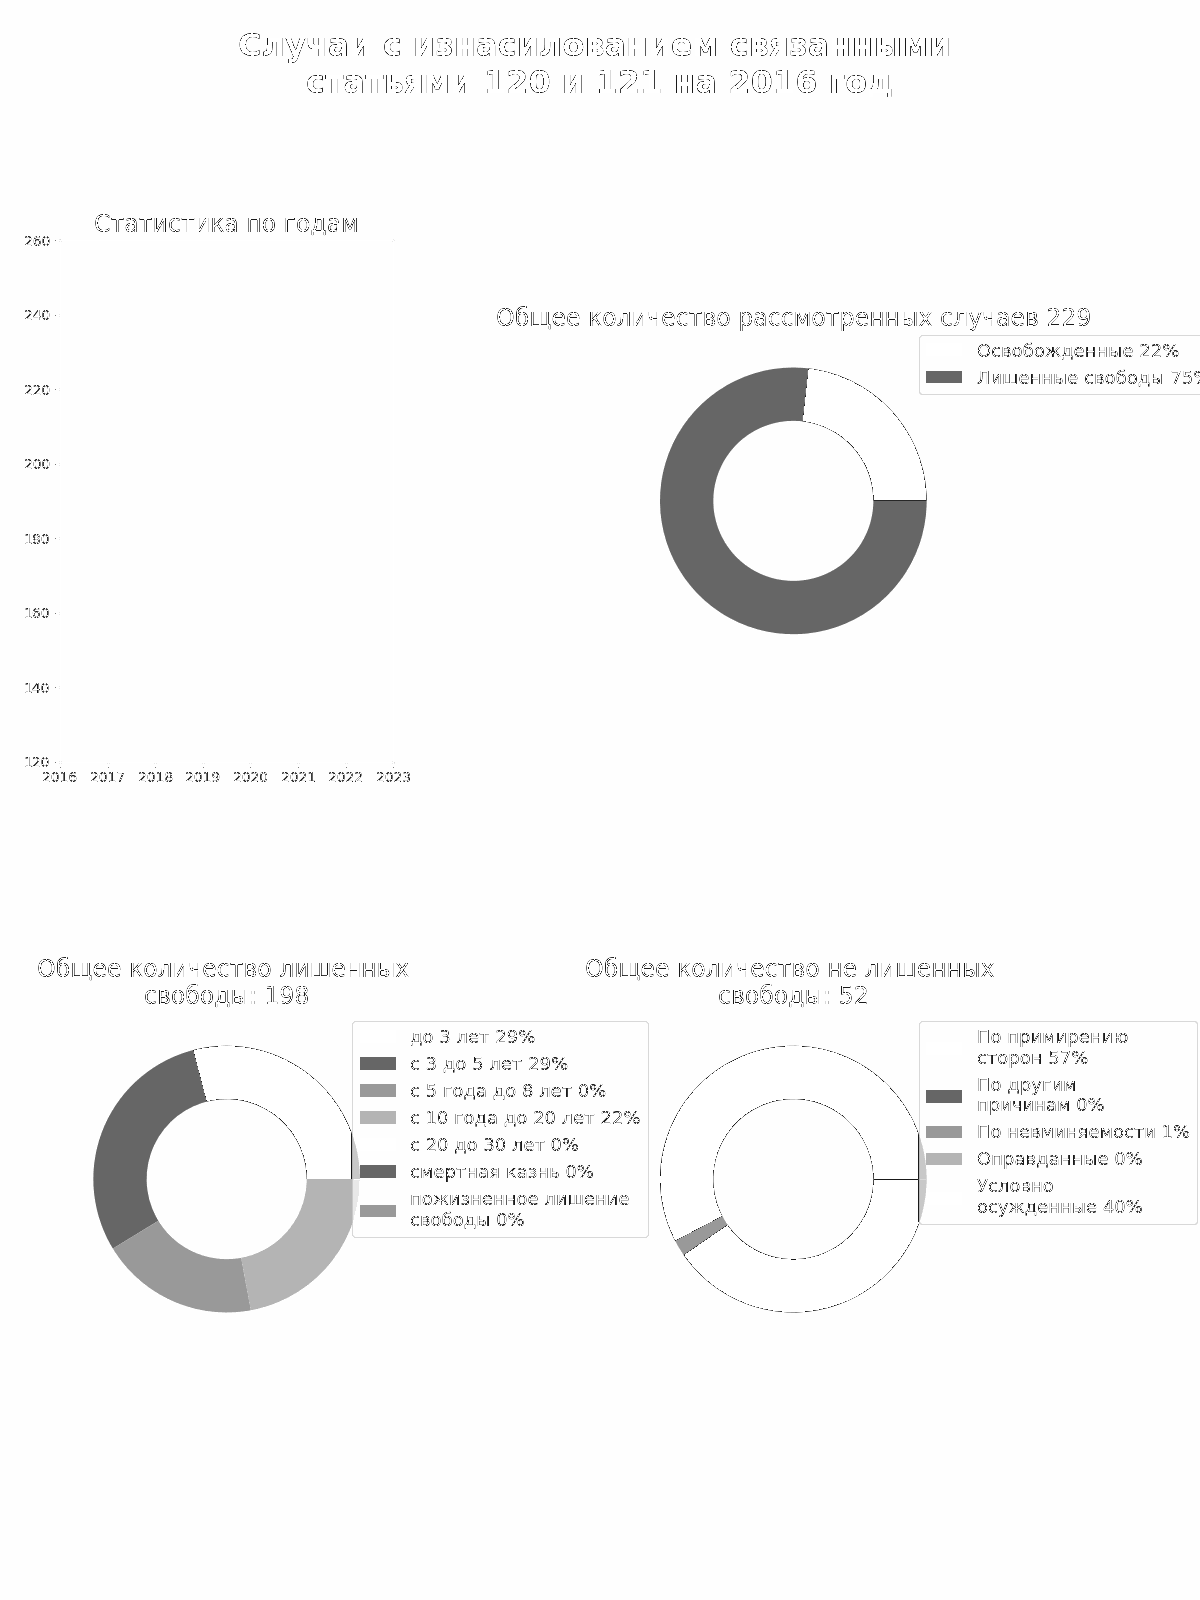 Случаи с изнасилованием связанными
статьями 120 и 121 на 2016 год
Статистика по годам
260
240
220
200
180
160
140
120
2016 2017 2018 2019 2020 2021 2022 2023
Общее количество рассмотренных случаев 229
Освобожденные 22%
Лишенные свободы 75%
Общее количество лишенных
свободы: 198
до 3 лет 29%
с 3 до 5 лет 29%
с 5 года до 8 лет 0%
с 10 года до 20 лет 22%
с 20 до 30 лет 0%
смертная казнь 0%
пожизненное лишение
свободы 0%
Общее количество не лишенных
свободы: 52
По примирению
сторон 57%
По другим
причинам 0%
По невминяемости 1%
Оправданные 0%
Условно
осужденные 40%